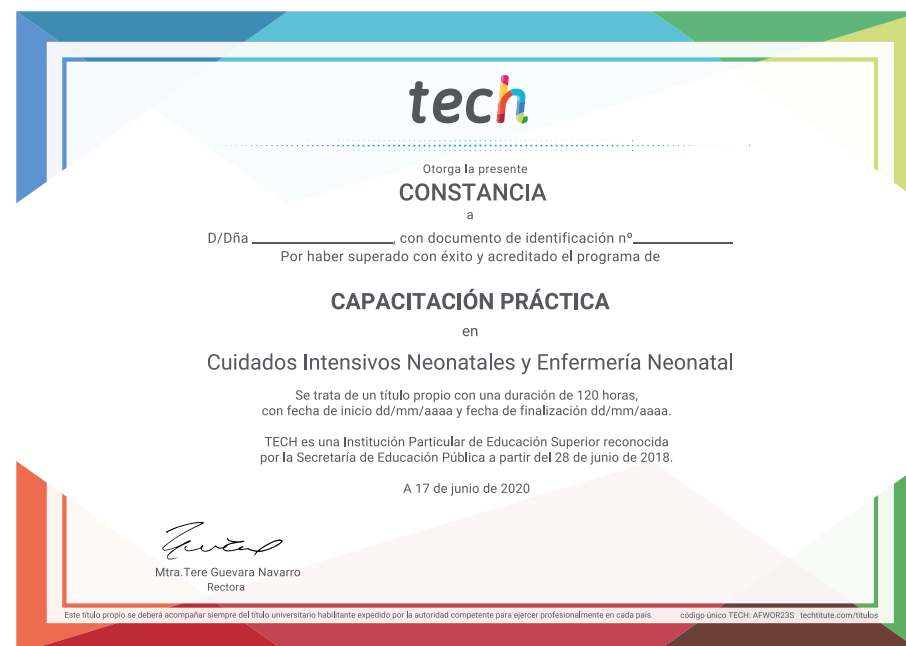 tech
Otorga la presente
CONSTANCIA
a
D/Dña ____________________, con documento de identificación nº______________
Por haber superado con éxito y acreditado el programa de
CAPACITACIÓN PRÁCTICA
en
Cuidados Intensivos Neonatales y Enfermería Neonatal
Se trata de un título propio con una duración de 120 horas,
con fecha de inicio dd/mm/aaaa y fecha de finalización dd/mm/aaaa.
TECH es una Institución Particular de Educación Superior reconocida
por la Secretaría de Educación Pública a partir del 28 de junio de 2018.
A 17 de junio de 2020
Mtra.Tere Guevara Navarro
Rectora
Este título propio se deberá acompañar siempre del título universitario habilitante expedido por la autoridad competente para ejercer profesionalmente en cada país. código único TECH: AFWOR23S techtitute.com/titulos